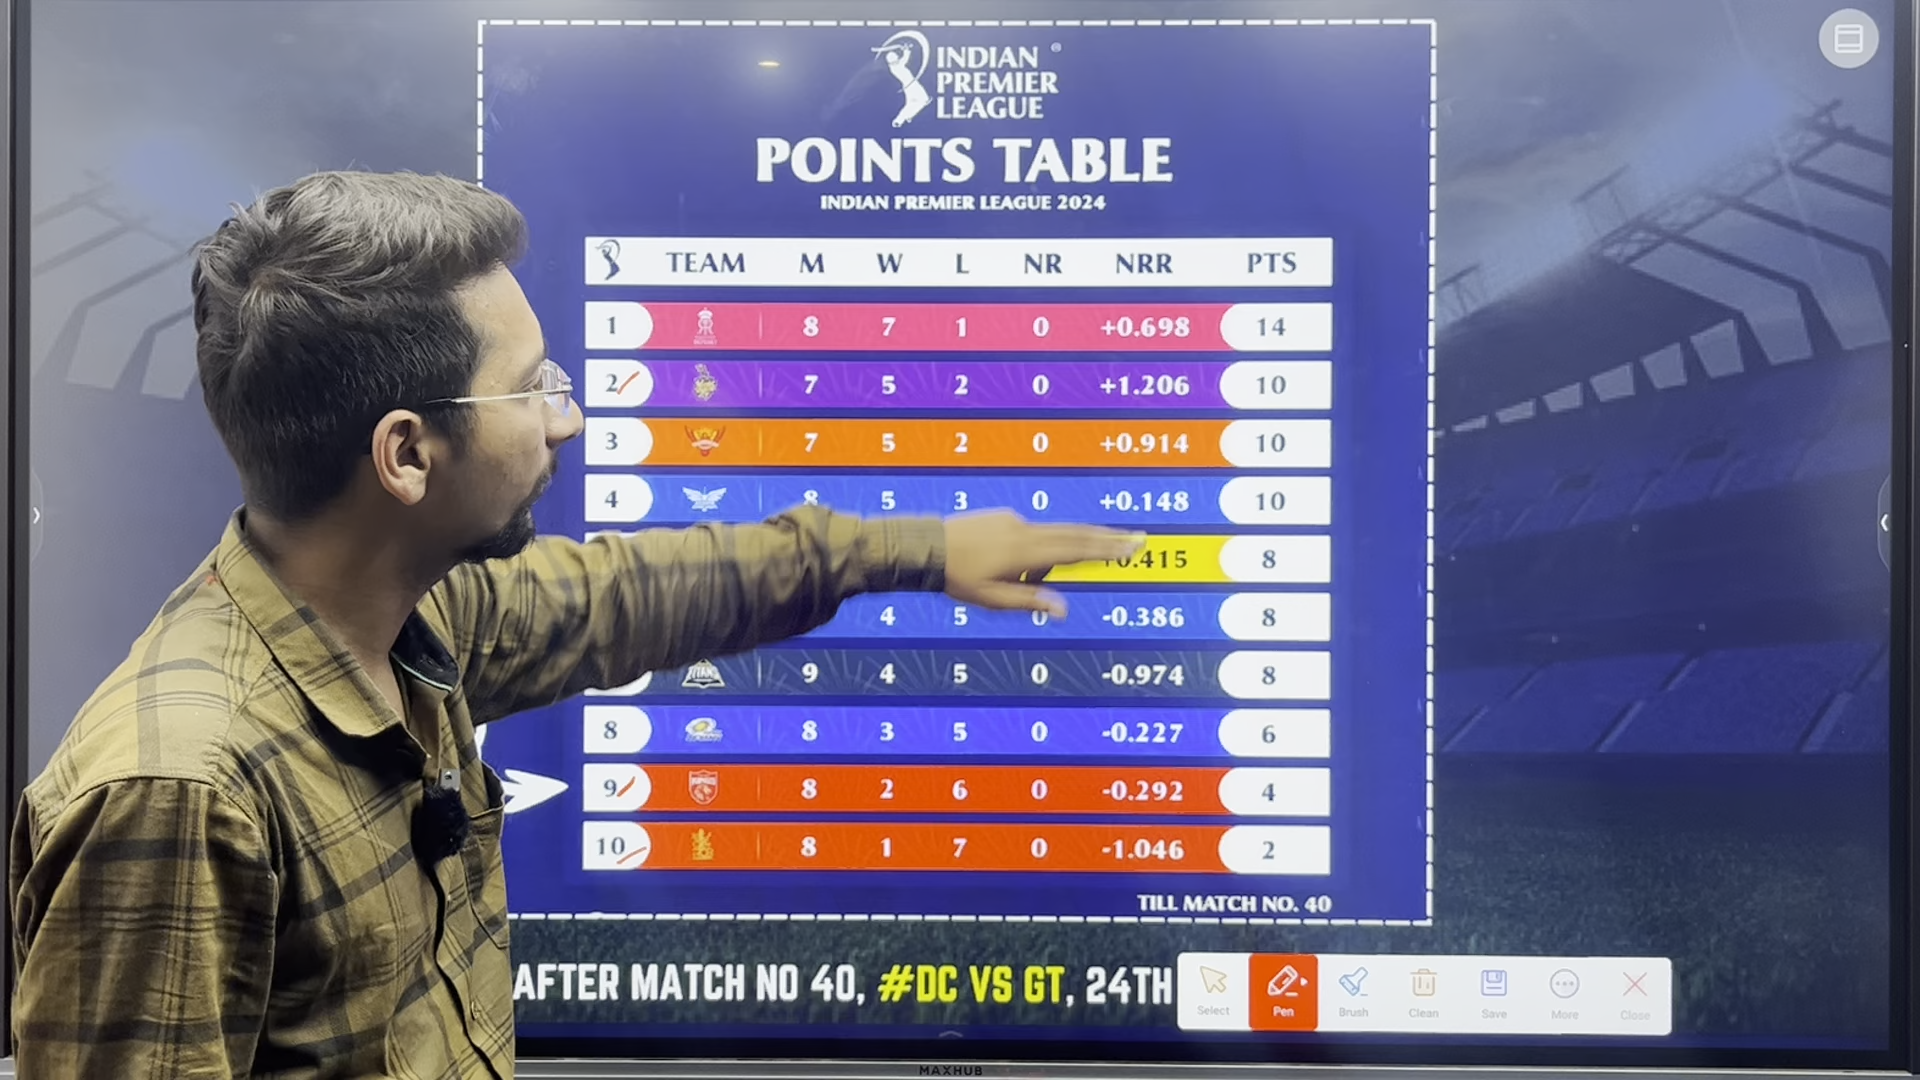 INDIAN
PREMIER
LEAGUE
POINTS TABLE
INDIAN PREMIER LEAGUE 2024
TEAM M W L NR NRR PTS
1 8 7 1 0 +0.698 14
2 7 5 2 0 +1.206 10
3 7 5 2 0 +0.914 10
4 8 5 3 0 +0.148 10
+0.415 8
4 5 0 -0.386 8
TITANS 9 4 5 0 -0.974 8
8 8 3 5 0 -0.227 6
9 8 2 6 0 -0.292 4
10 8 1 7 0 -1.046 2
TILL MATCH NO. 40
AFTER MATCH NO 40, #DC VS GT, 24TH
Select Pen Brush Clean Save More Close
MAXHUB